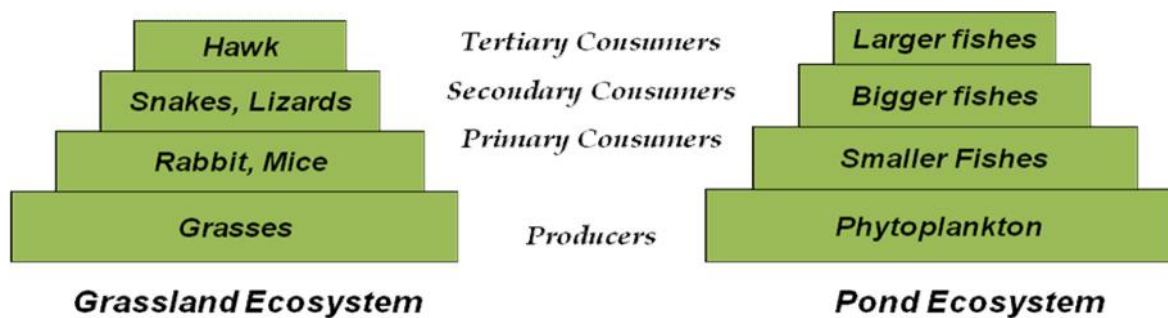 Hawk
Snakes, Lizards
Rabbit, Mice
Grasses
Grassland Ecosystem
Tertiary Consumers
Secoudary Consumers
Primary Consumers
Producers
Larger fishes
Bigger fishes
Smaller Fishes
Phytoplankton
Pond Ecosystem